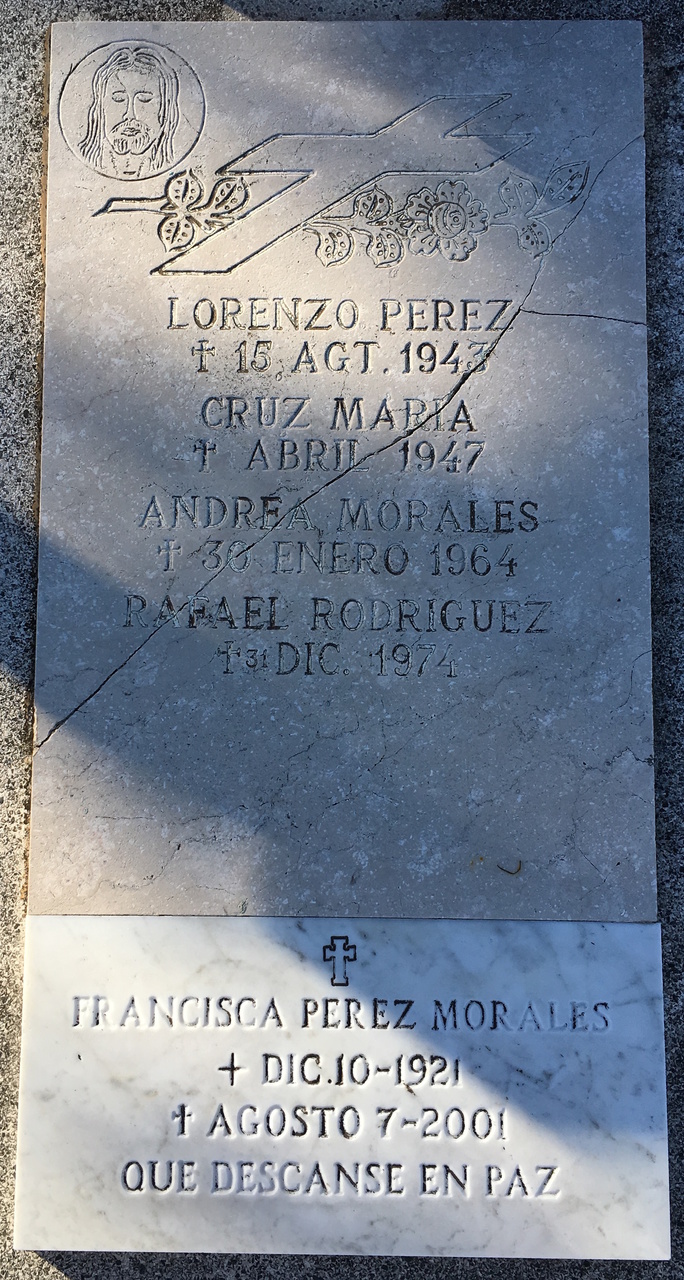 LORENZO PEREZ
✝ 15 AGT. 1943
CRUZ MARIA
✝ ABRIL 1947
ANDREA MORALES
✝ 30 ENERO 1964
RAFAEL RODRIGUEZ
✝ 31 DIC. 1974
FRANCISCA PEREZ MORALES
+ DIC.10-1921
✝ AGOSTO 7-2001
QUE DESCANSE EN PAZ